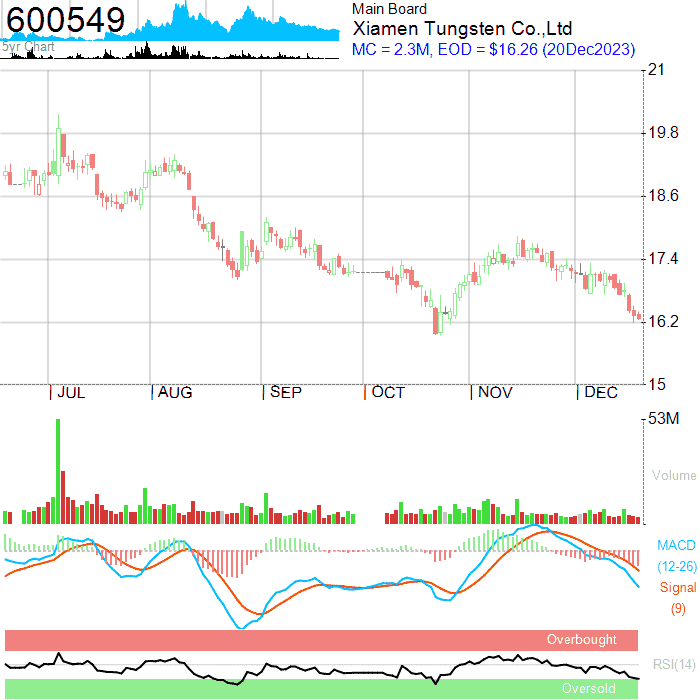 600549
5yr Chart
Main Board
Xiamen Tungsten Co.,Ltd
MC = 2.3M, EOD = $16.26 (20Dec2023)
21
19.8
18.6
17.4
16.2
15
JUL AUG SEP OCT NOV DEC
53M
Volume
MACD
(12-26)
Signal
(9)
Overbought
RSI(14)
Oversold